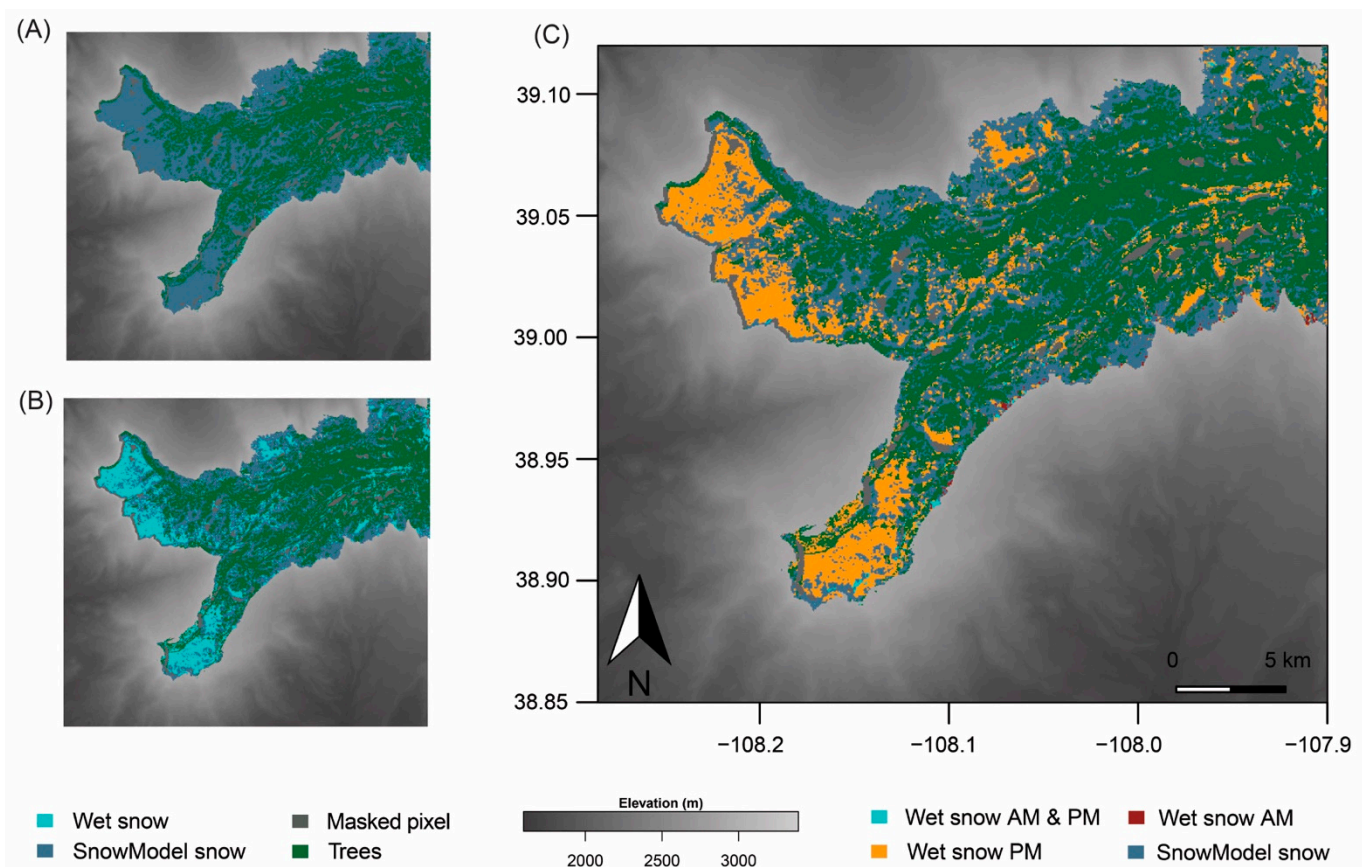 (A)
(B)
(C)
39.10
39.05
39.00
38.95
38.90
38.85
N
0 5 km
−108.2 −108.1 −108.0 −107.9
Wet snow
SnowModel snow
Masked pixel
Trees
Elevation (m)
2000 2500 3000
Wet snow AM & PM
Wet snow PM
Wet snow AM
SnowModel snow